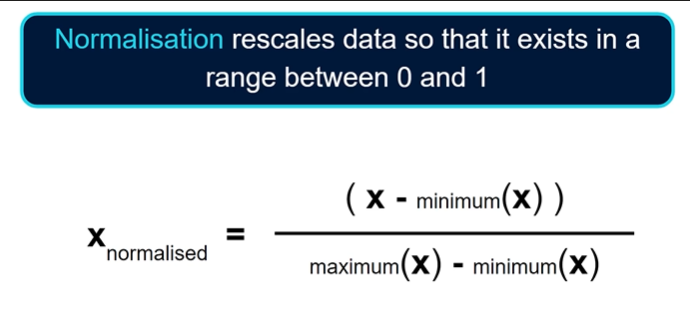 Normalisation rescales data so that it exists in a
range between 0 and 1
( x - minimum(x) )
x normalised =
maximum(x) - minimum(x)